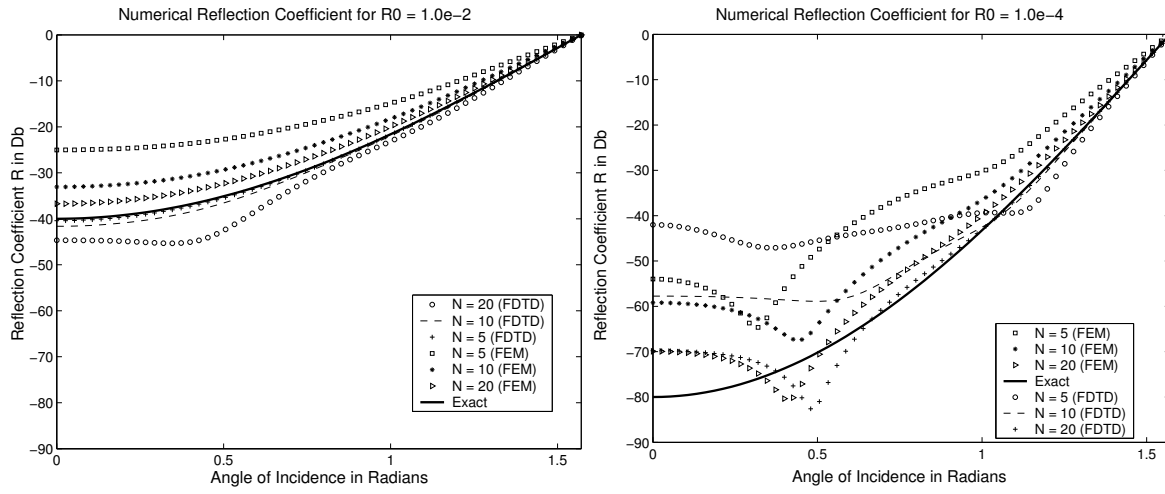 Numerical Reflection Coefficient for R0 = 1.0e−2
0
−10
−20
−30
−40
−50
−60
−70
−80
−90
Reflection Coefficient R in Db
0
0.5
1
1.5
Angle of Incidence in Radians
N = 20 (FDTD)
N = 10 (FDTD)
N = 5 (FDTD)
N = 5 (FEM)
N = 10 (FEM)
N = 20 (FEM)
Exact
Numerical Reflection Coefficient for R0 = 1.0e−4
0
−10
−20
−30
−40
−50
−60
−70
−80
−90
Reflection Coefficient R in Db
0
0.5
1
1.5
Angle of Incidence in Radians
N = 5 (FEM)
N = 10 (FEM)
N = 20 (FEM)
Exact
N = 5 (FDTD)
N = 10 (FDTD)
N = 20 (FDTD)